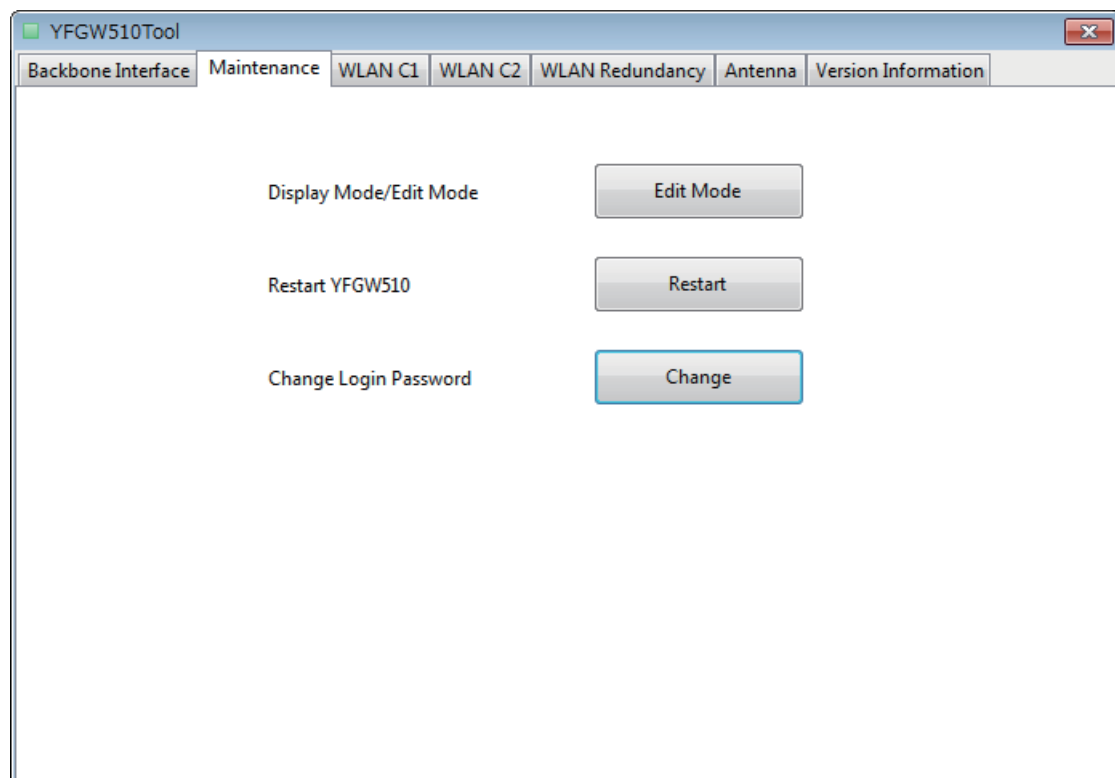 YFGW510Tool
Backbone Interface Maintenance WLAN C1 WLAN C2 WLAN Redundancy Antenna Version Information
Display Mode/Edit Mode Edit Mode
Restart YFGW510 Restart
Change Login Password Change